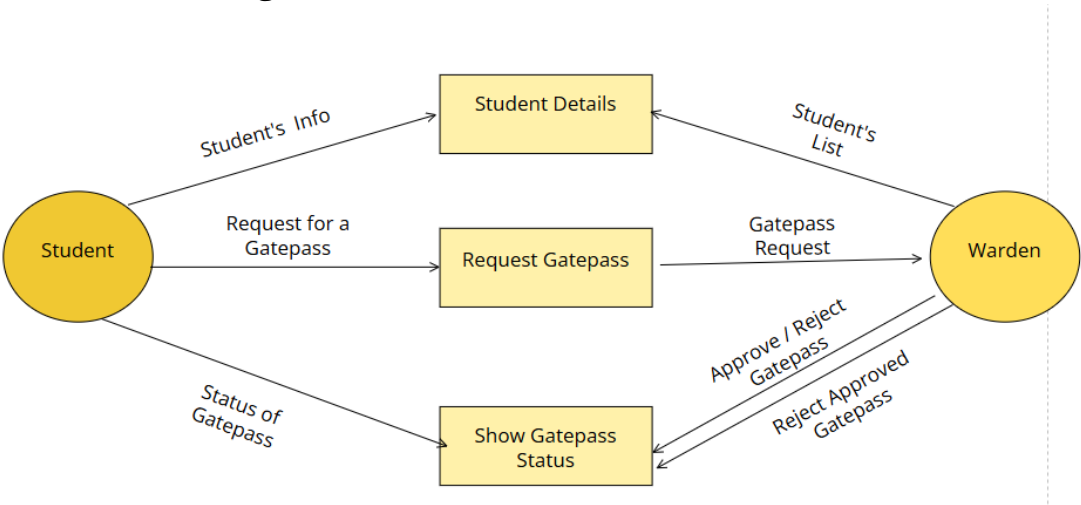 Student Details
Student's  Info
Student's
List
Request for a
Gatepass
Gatepass
Request
Student
Request Gatepass
Warden
Approve / Reject
Gatepass
Reject Approved
Gatepass
Status of
Gatepass
Show Gatepass
Status